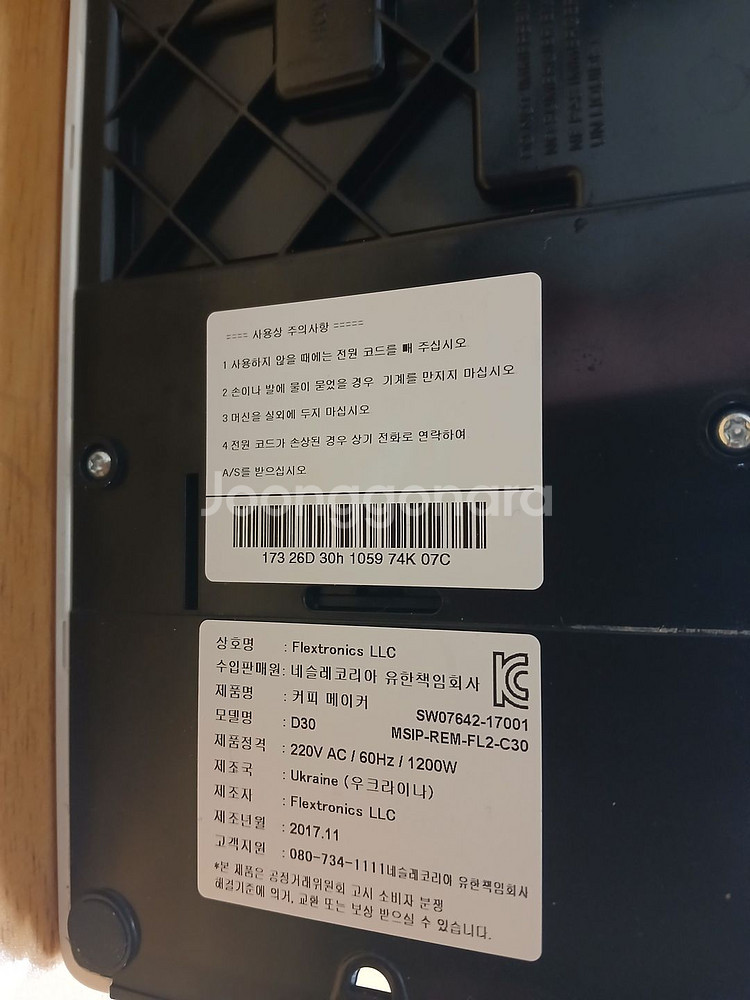 ==== 사용상 주의사항 =====
1 사용하지 않을 때에는 전원 코드를 빼 주십시오
2 손이나 발에 물이 묻었을 경우 기계를 만지지 마십시오
3 머신을 실외에 두지 마십시오
4 전원 코드가 손상된 경우 상기 전화로 연락하여
A/S를 받으십시오
Joonggonara
173 26D 30h 1059 74K 07C
상호명 : Flextronics LLC
수입판매원: 네슬레코리아 유한책임회사
제품명 : 커피 메이커
모델명 : D30
SW07642-17001
MSIP-REM-FL2-C30
제품정격 : 220V AC / 60Hz / 1200W
제조국 : Ukraine (우크라이나)
제조자 : Flextronics LLC
제조년월 : 2017.11
고객지원 : 080-734-1111네슬레코리아 유한책임회사
*본 제품은 공정거래위원회 고시 소비자 분쟁
해결기준에 의거, 교환 또는 보상 받으실 수 있습니다.